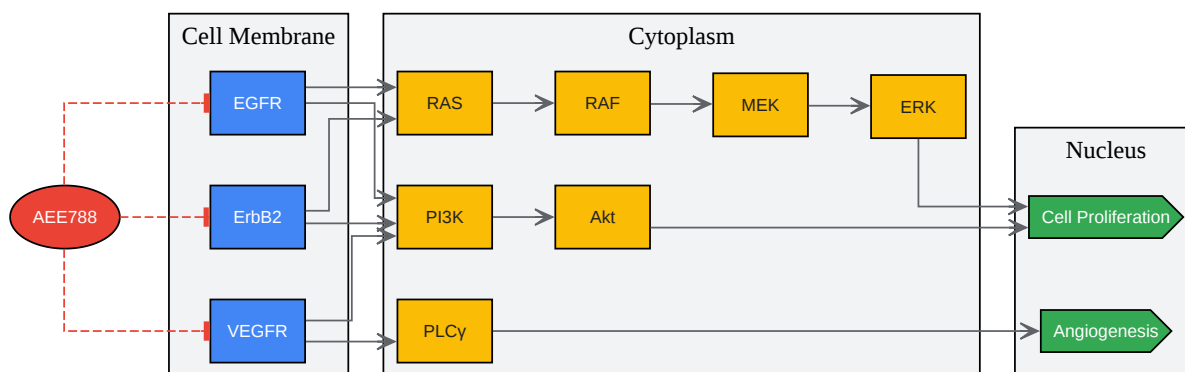 Cell Membrane
Cytoplasm
EGFR
RAS
RAF
MEK
ERK
Nucleus
AEE788
ErbB2
PI3K
Akt
Cell Proliferation
VEGFR
PLCγ
Angiogenesis